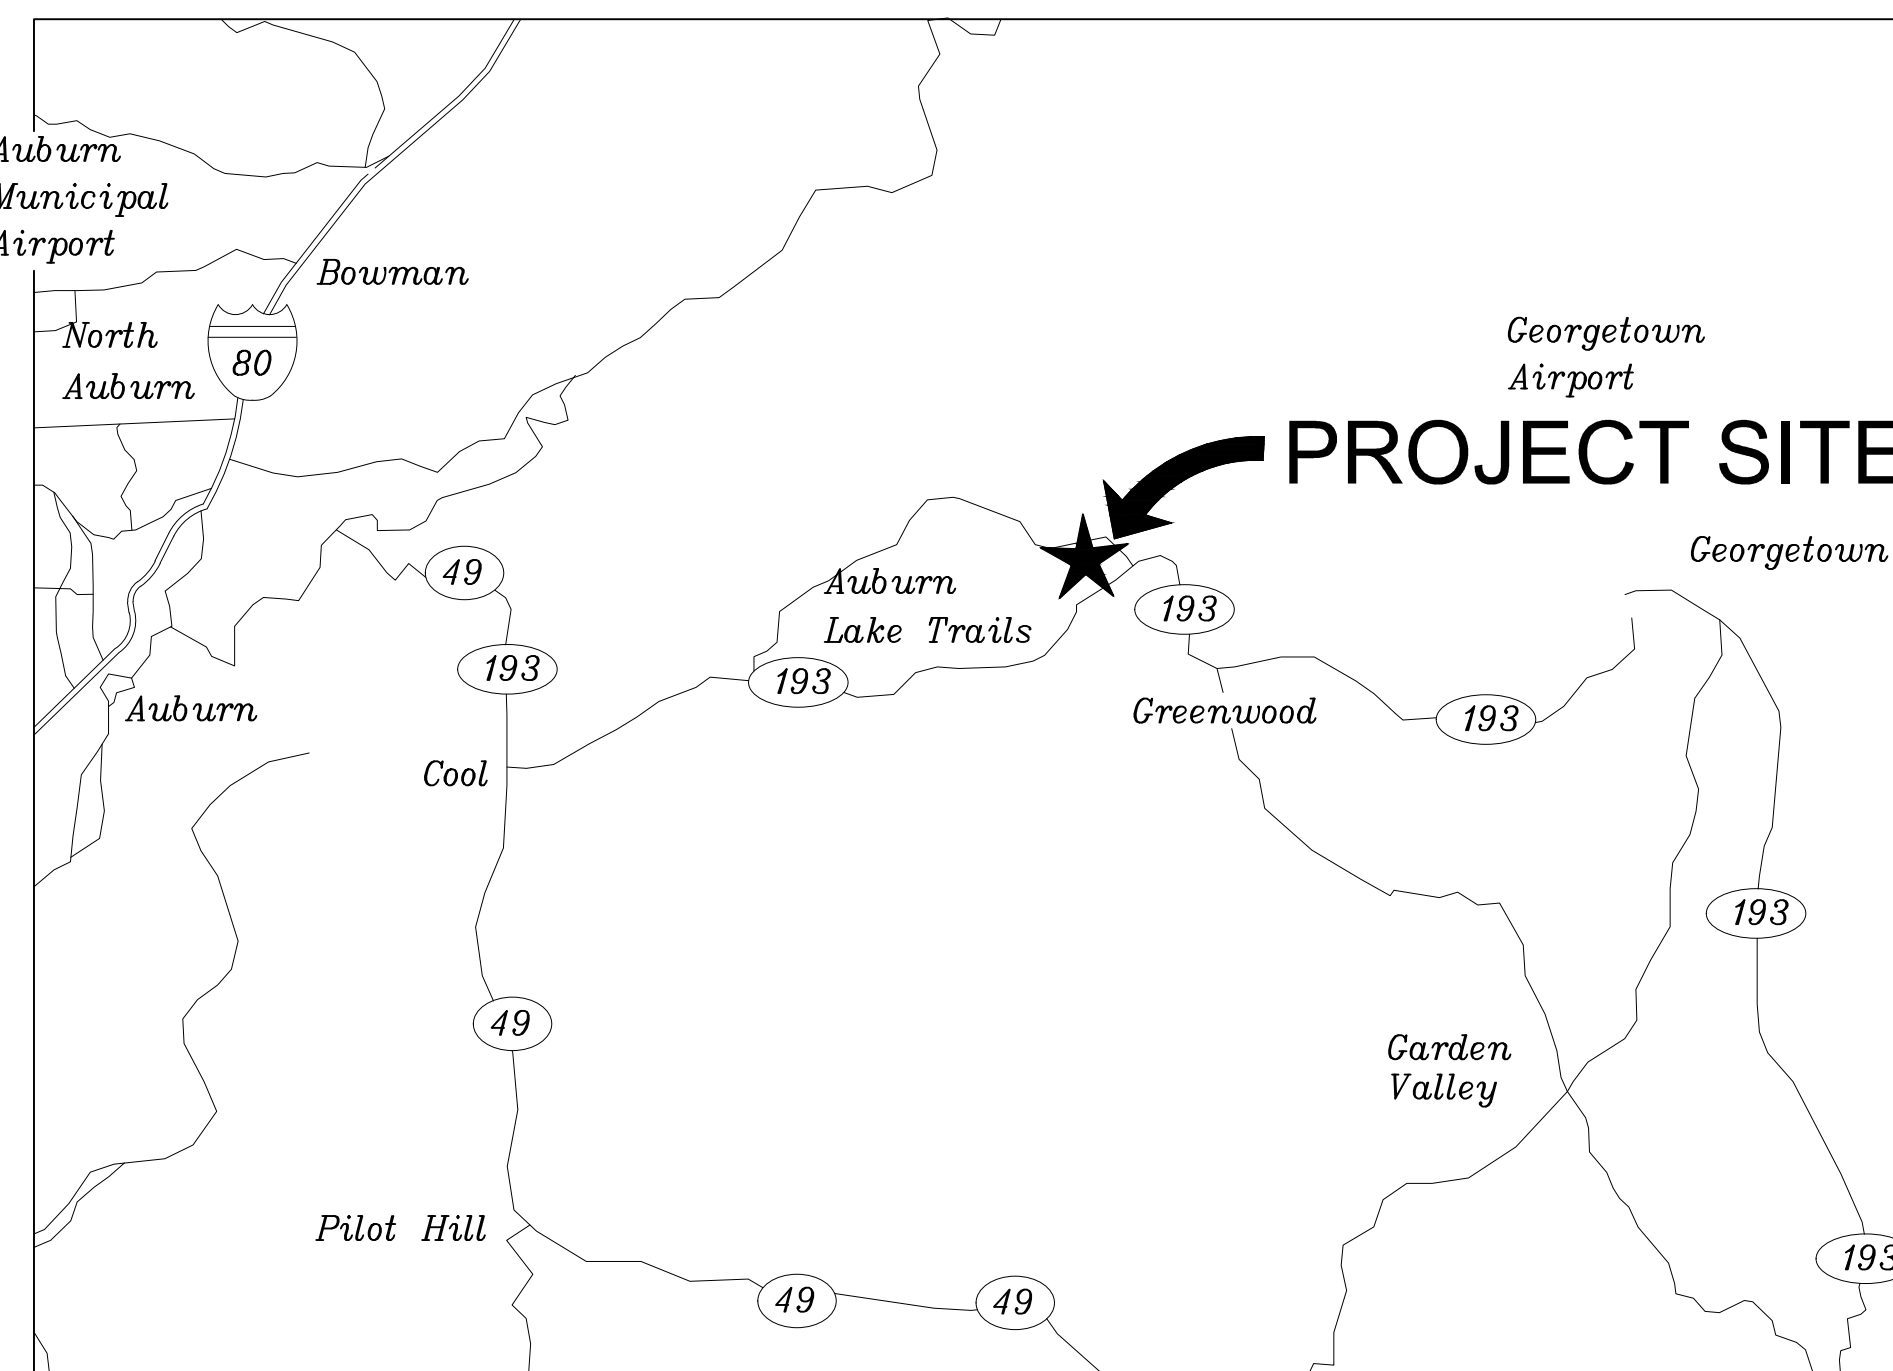 Auburn
Municipal
Airport
Bowman
North
Auburn
80
Georgetown
Airport
PROJECT SITE
Georgetown
49
Auburn
Lake Trails
193
193
193
Auburn
Greenwood
193
Cool
193
49
Garden
Valley
Pilot Hill
193
49
49